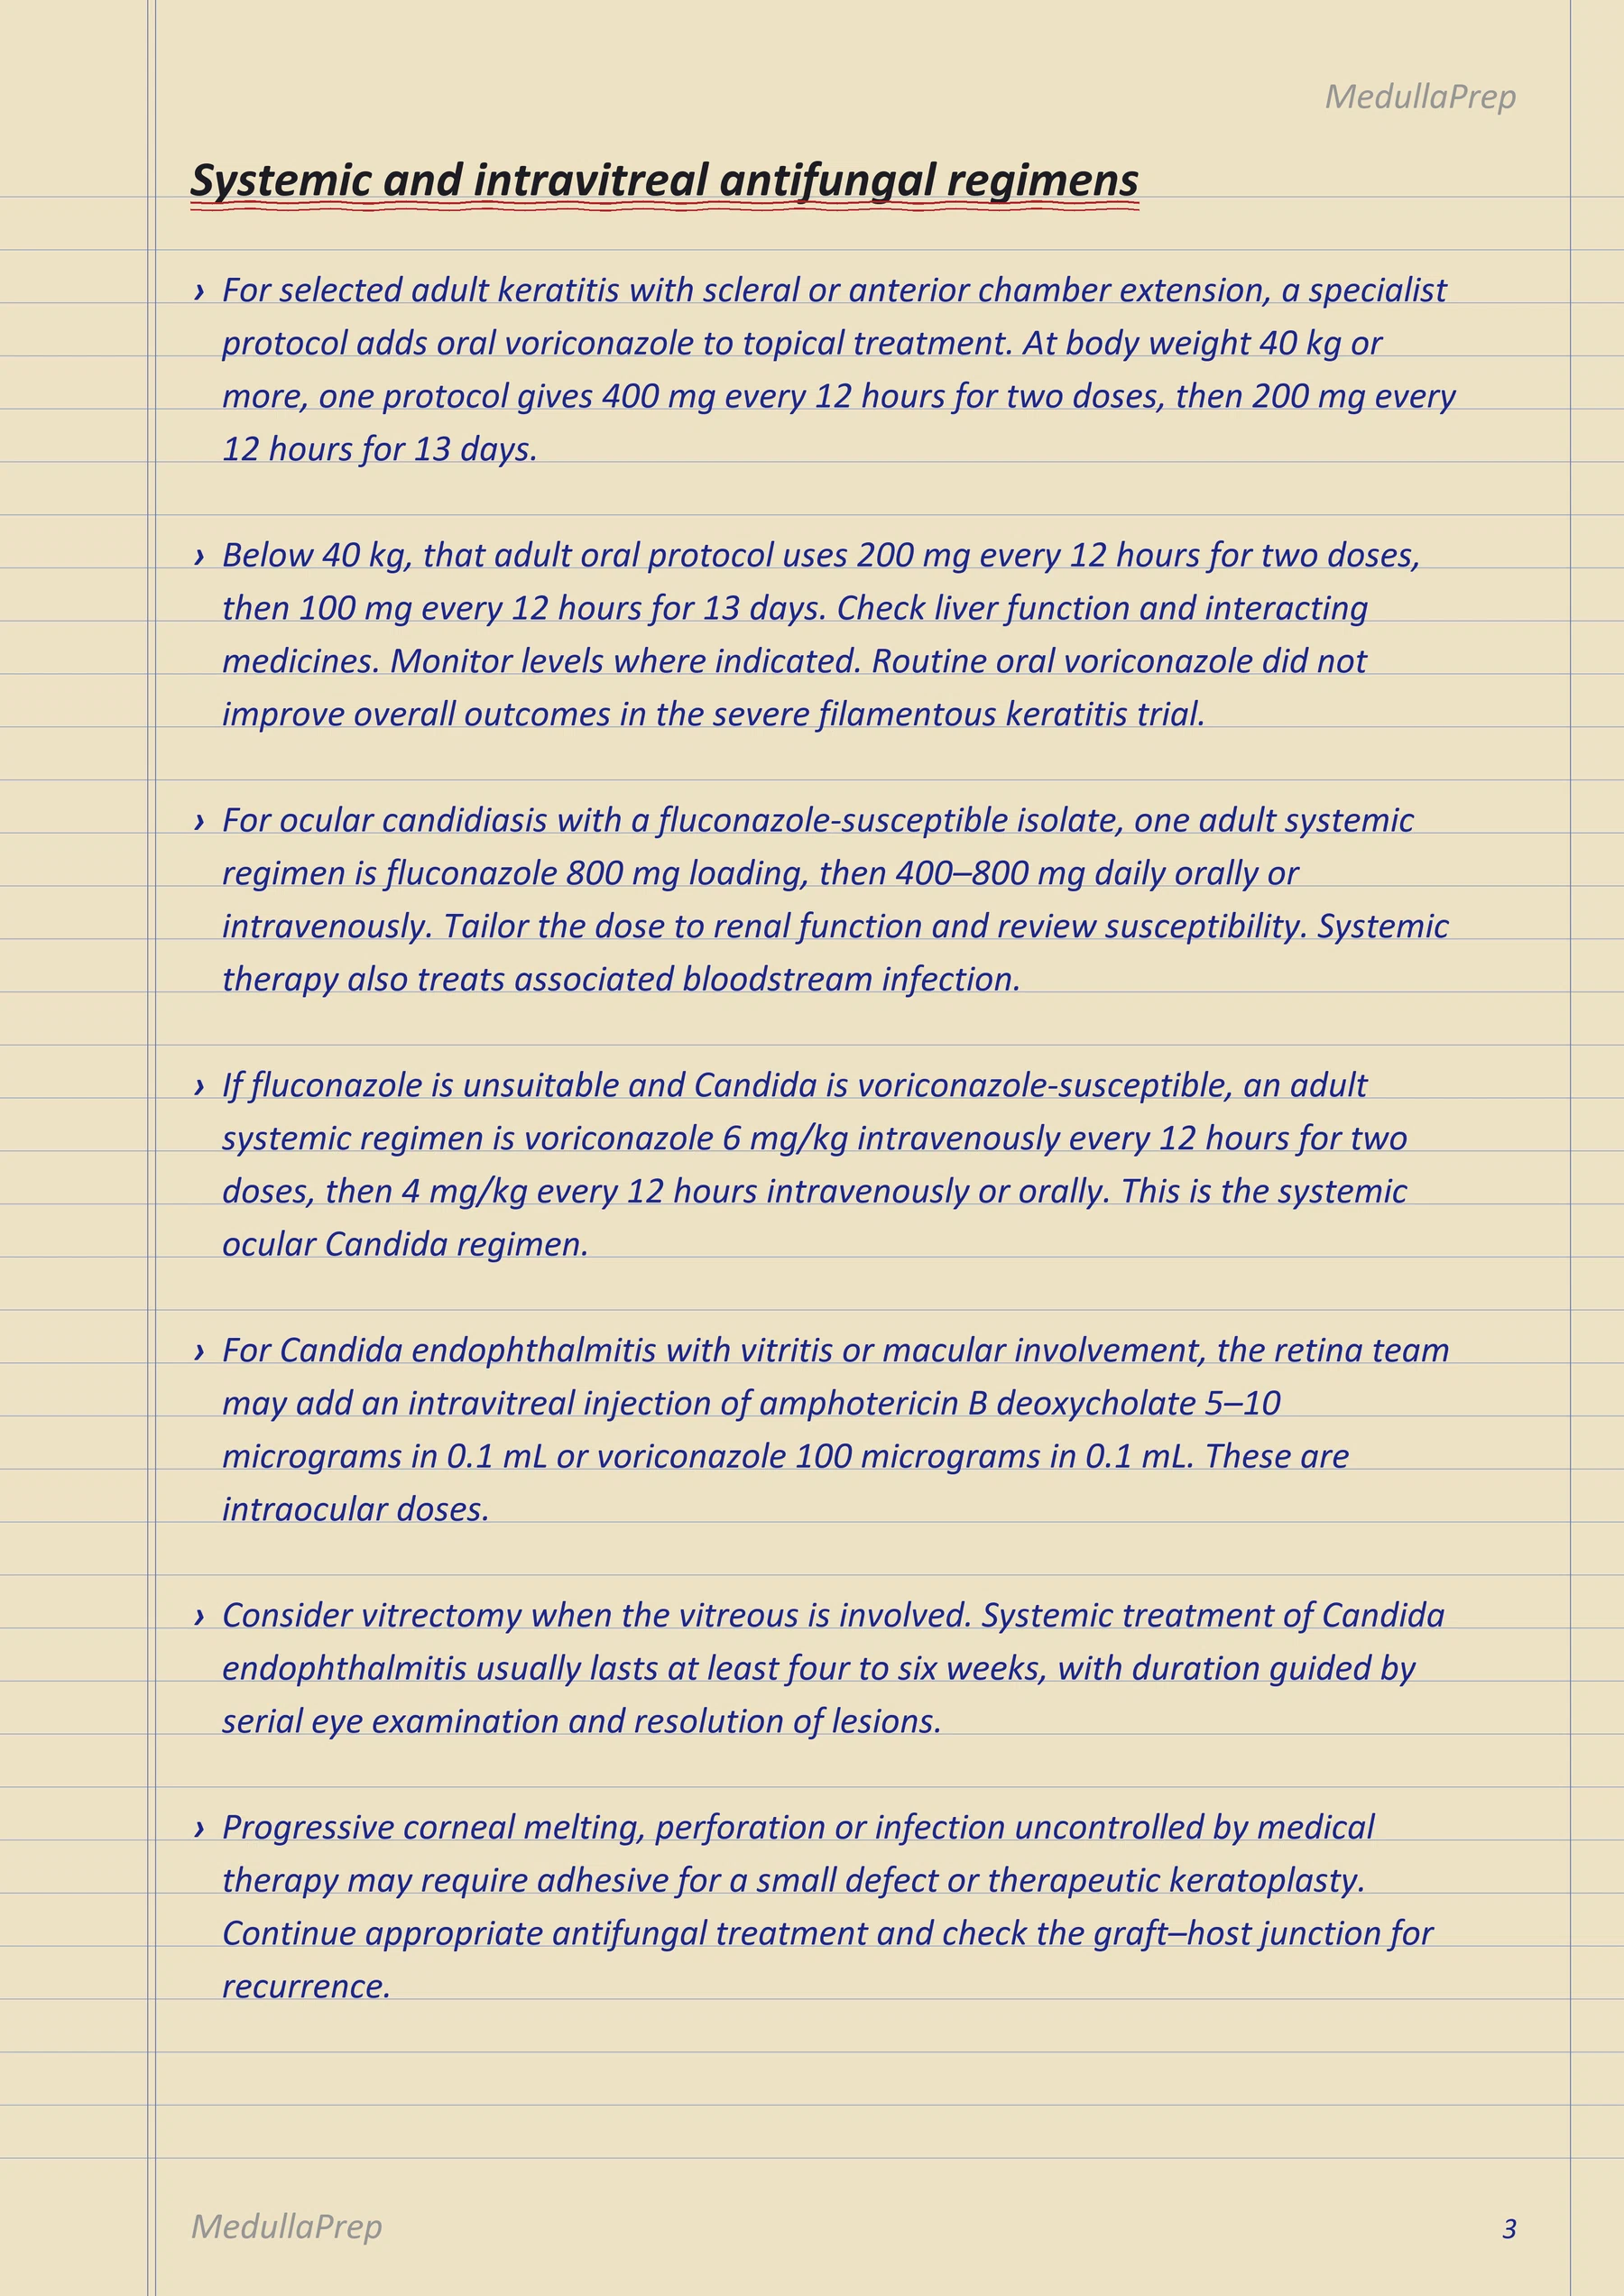 MedullaPrep
Systemic and intravitreal antifungal regimens
› For selected adult keratitis with scleral or anterior chamber extension, a specialist
protocol adds oral voriconazole to topical treatment. At body weight 40 kg or
more, one protocol gives 400 mg every 12 hours for two doses, then 200 mg every
12 hours for 13 days.
› Below 40 kg, that adult oral protocol uses 200 mg every 12 hours for two doses,
then 100 mg every 12 hours for 13 days. Check liver function and interacting
medicines. Monitor levels where indicated. Routine oral voriconazole did not
improve overall outcomes in the severe filamentous keratitis trial.
› For ocular candidiasis with a fluconazole-susceptible isolate, one adult systemic
regimen is fluconazole 800 mg loading, then 400–800 mg daily orally or
intravenously. Tailor the dose to renal function and review susceptibility. Systemic
therapy also treats associated bloodstream infection.
› If fluconazole is unsuitable and Candida is voriconazole-susceptible, an adult
systemic regimen is voriconazole 6 mg/kg intravenously every 12 hours for two
doses, then 4 mg/kg every 12 hours intravenously or orally. This is the systemic
ocular Candida regimen.
› For Candida endophthalmitis with vitritis or macular involvement, the retina team
may add an intravitreal injection of amphotericin B deoxycholate 5–10
micrograms in 0.1 mL or voriconazole 100 micrograms in 0.1 mL. These are
intraocular doses.
› Consider vitrectomy when the vitreous is involved. Systemic treatment of Candida
endophthalmitis usually lasts at least four to six weeks, with duration guided by
serial eye examination and resolution of lesions.
› Progressive corneal melting, perforation or infection uncontrolled by medical
therapy may require adhesive for a small defect or therapeutic keratoplasty.
Continue appropriate antifungal treatment and check the graft–host junction for
recurrence.
MedullaPrep
3